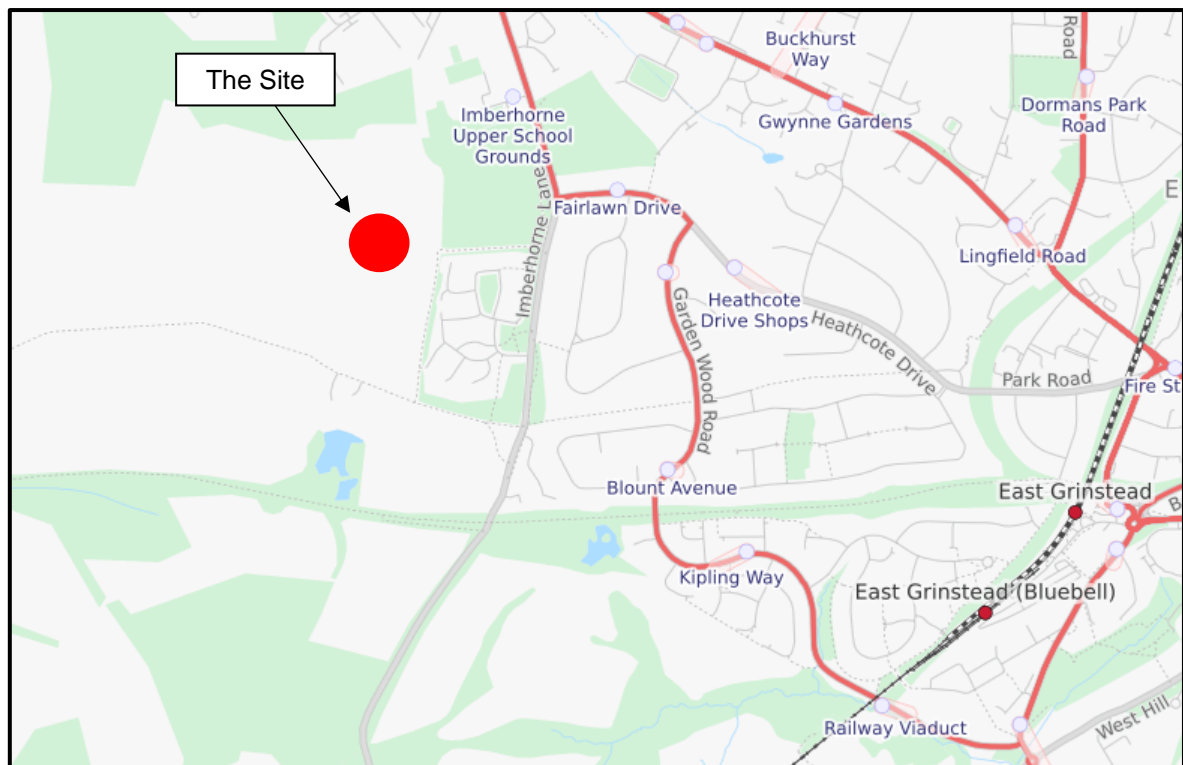 The Site
Buckhurst
Way
Road
Imberhorne
Upper School
Grounds
Gwynne Gardens
Dormans Park
Road
E
Imberhorne Lane
Fairlawn Drive
Lingfield Road
Garden Wood Road
Heathcote
Drive Shops
Heathcote Drive
Park Road
Fire St
Blount Avenue
East Grinstead
B
Kipling Way
East Grinstead (Bluebell)
Railway Viaduct
West Hill